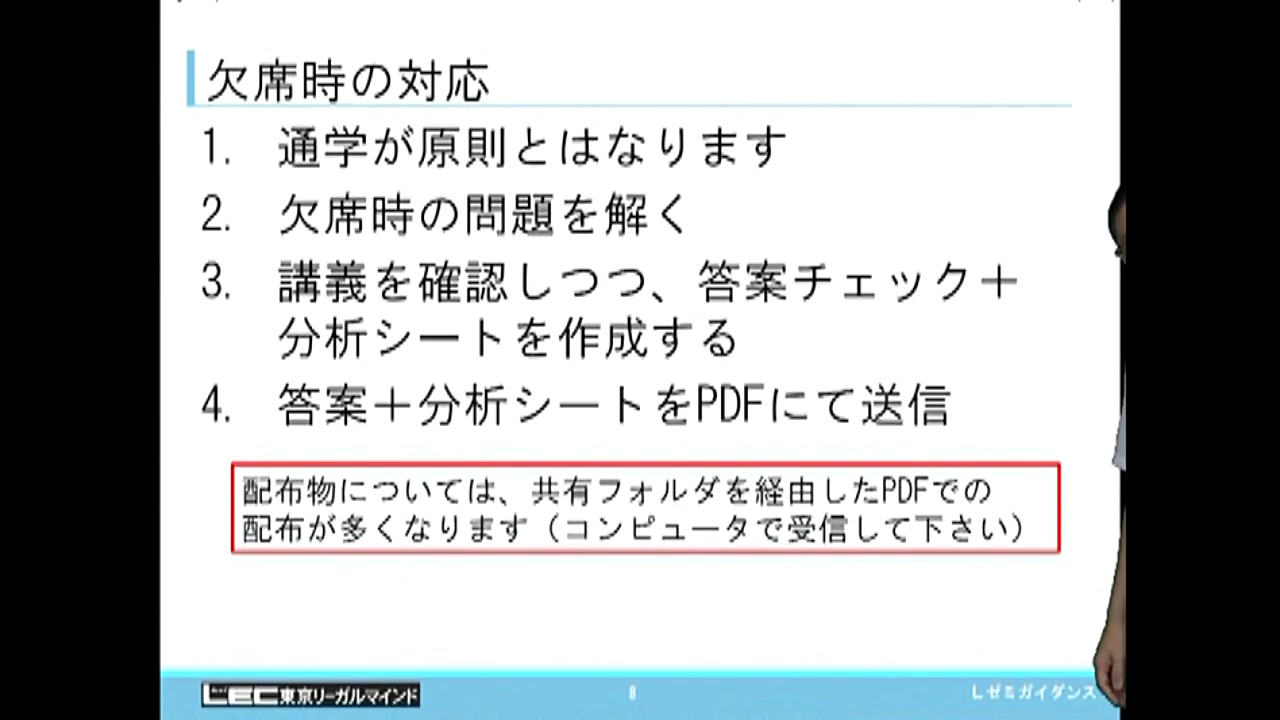 欠席時の対応
1. 通学が原則とはなります
2. 欠席時の問題を解く
3. 講義を確認しつつ、答案チェック＋
分析シートを作成する
4. 答案＋分析シートをPDFにて送信
配布物については、共有フォルダを経由したPDFでの
配布が多くなります（コンピュータで受信して下さい）
LEC東京リーガルマインド
8
Lゼミガイダンス